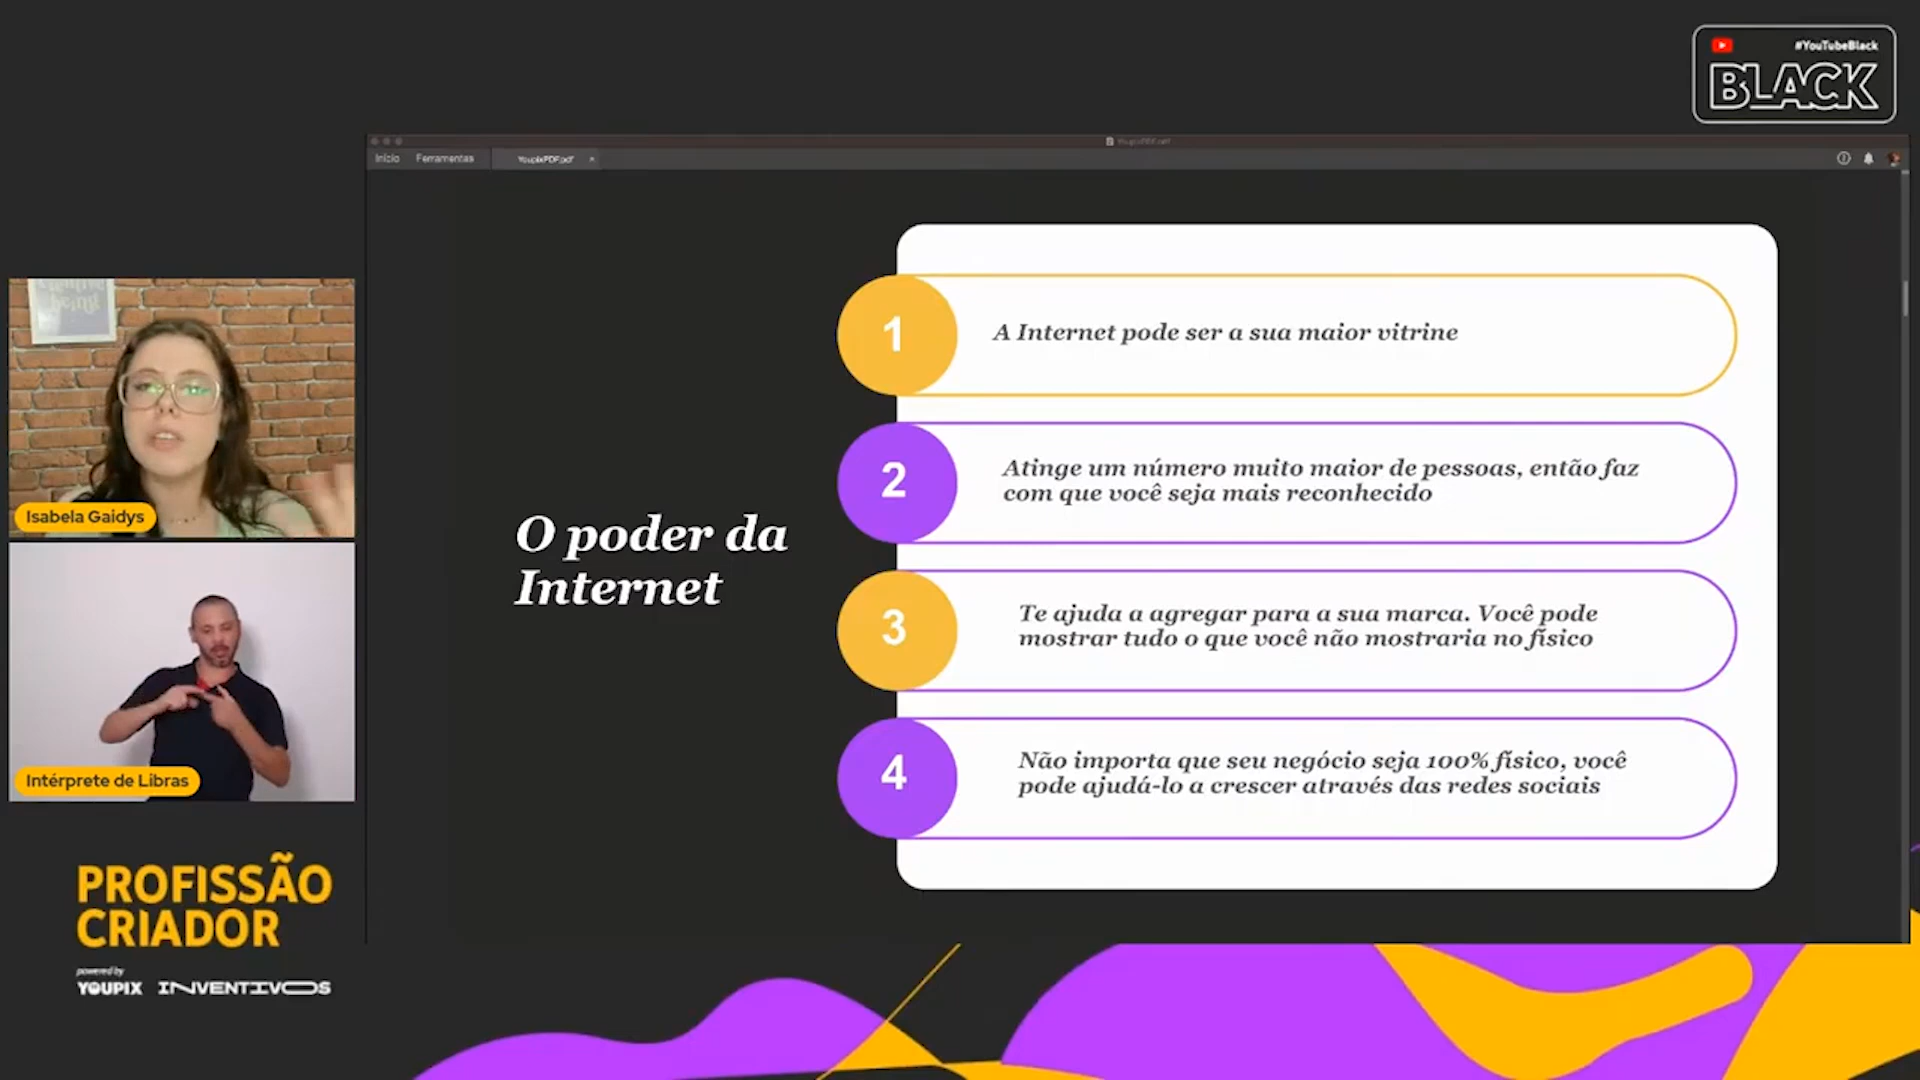 #YouTubeBlack
BLACK
Início Ferramentas YoupixPDF.pdf ×
O poder da
Internet
1
A Internet pode ser a sua maior vitrine
2
Atinge um número muito maior de pessoas, então faz
com que você seja mais reconhecido
3
Te ajuda a agregar para a sua marca. Você pode
mostrar tudo o que você não mostraria no físico
4
Não importa que seu negócio seja 100% físico, você
pode ajudá-lo a crescer através das redes sociais
being
Isabela Gaidys
Intérprete de Libras
PROFISSÃO
CRIADOR
powered by
YOUPIX INVENTIVOS